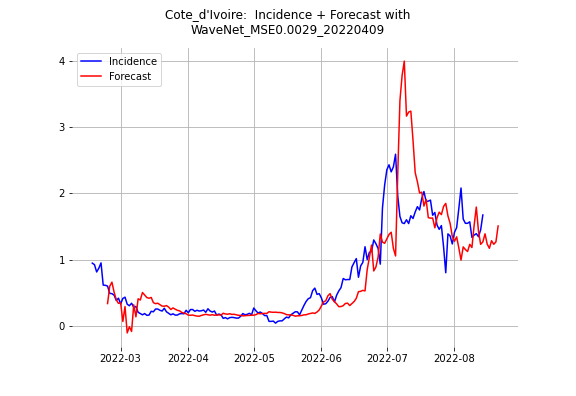 Cote_d'Ivoire:  Incidence + Forecast with
WaveNet_MSE0.0029_20220409
Incidence
Forecast
4
3
2
1
0
2022-03
2022-04
2022-05
2022-06
2022-07
2022-08